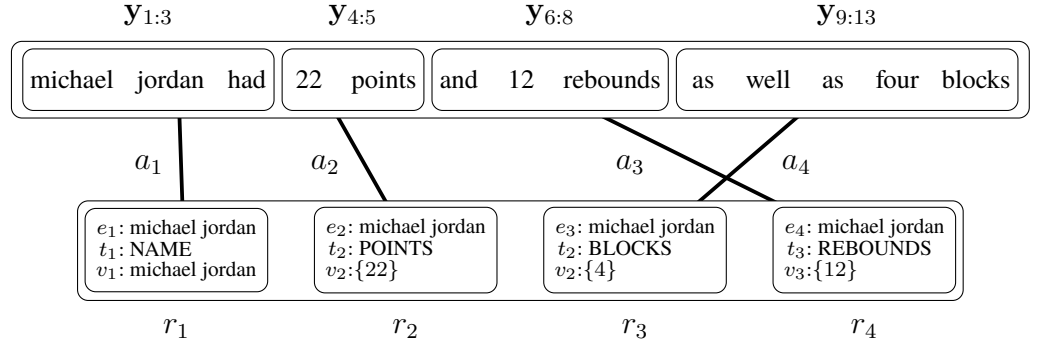 y1:3 y4:5 y6:8 y9:13
michael jordan had 22 points and 12 rebounds as well as four blocks
a1 a2 a3 a4
e1: michael jordan e2: michael jordan e3: michael jordan e4: michael jordan
t1: NAME t2: POINTS t2: BLOCKS t3: REBOUNDS
v1: michael jordan v2:{22} v2:{4} v3:{12}
r1 r2 r3 r4